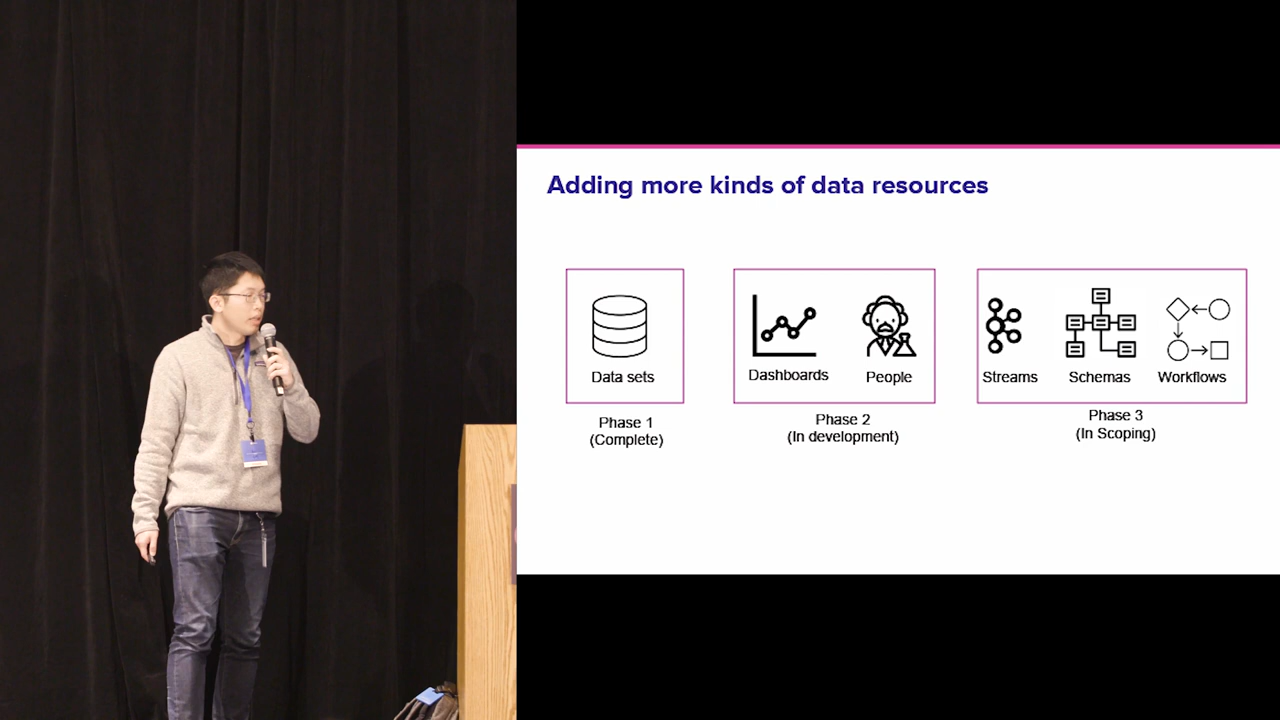 Adding more kinds of data resources
Data sets
Phase 1
(Complete)
Dashboards People
Phase 2
(In development)
Streams Schemas Workflows
Phase 3
(In Scoping)